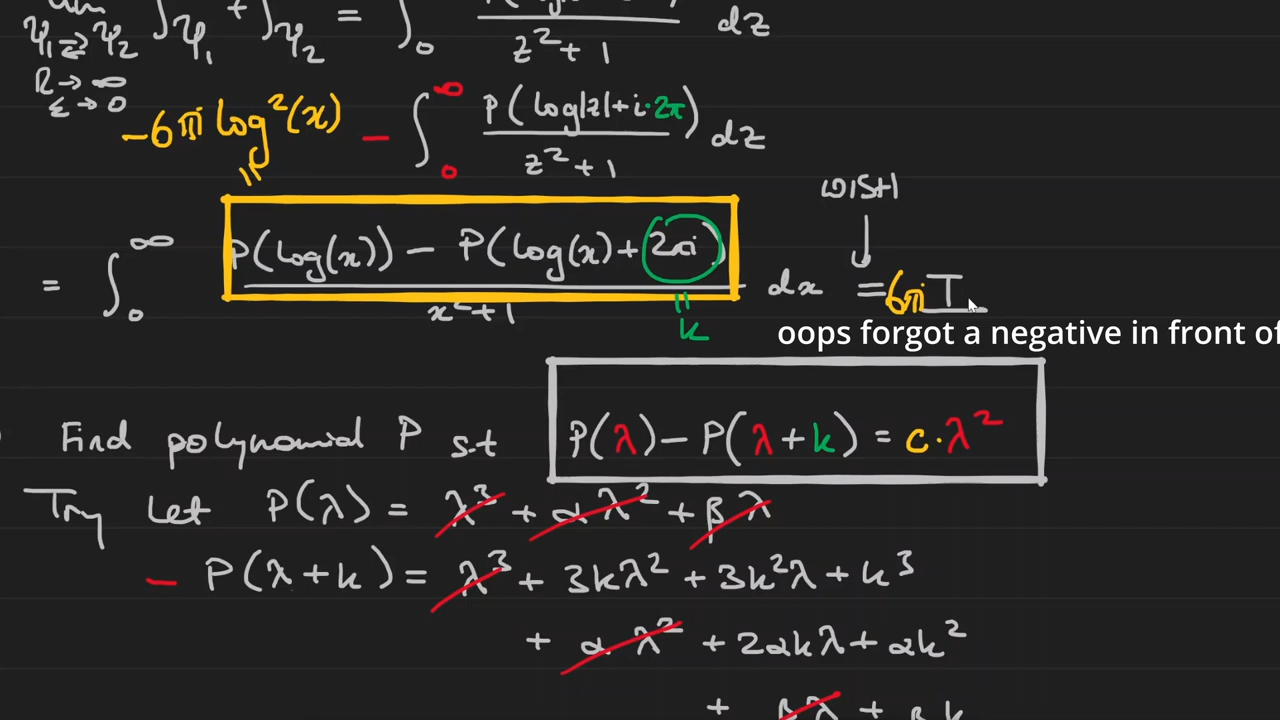 lim ψ₁⇄ψ₂ ∫ψ₁ + ∫ψ₂ = ∫₀ / z²+1 dz
R → ∞
ε → 0
-6πi log²(x) - ∫₀^∞ P(log|z|+i·2π) / z²+1 dz
WISH
= ∫₀^∞ P(log(x)) - P(log(x)+2πi) / x²+1 dx = 6πi I
k
oops forgot a negative in front of
Find polynomial P s.t P(λ) - P(λ+k) = c·λ²
Try Let P(λ) = λ³ + αλ² + βλ
- P(λ+k) = λ³ + 3kλ² + 3k²λ + k³
+ αλ² + 2αkλ + αk²
+ βλ + βk